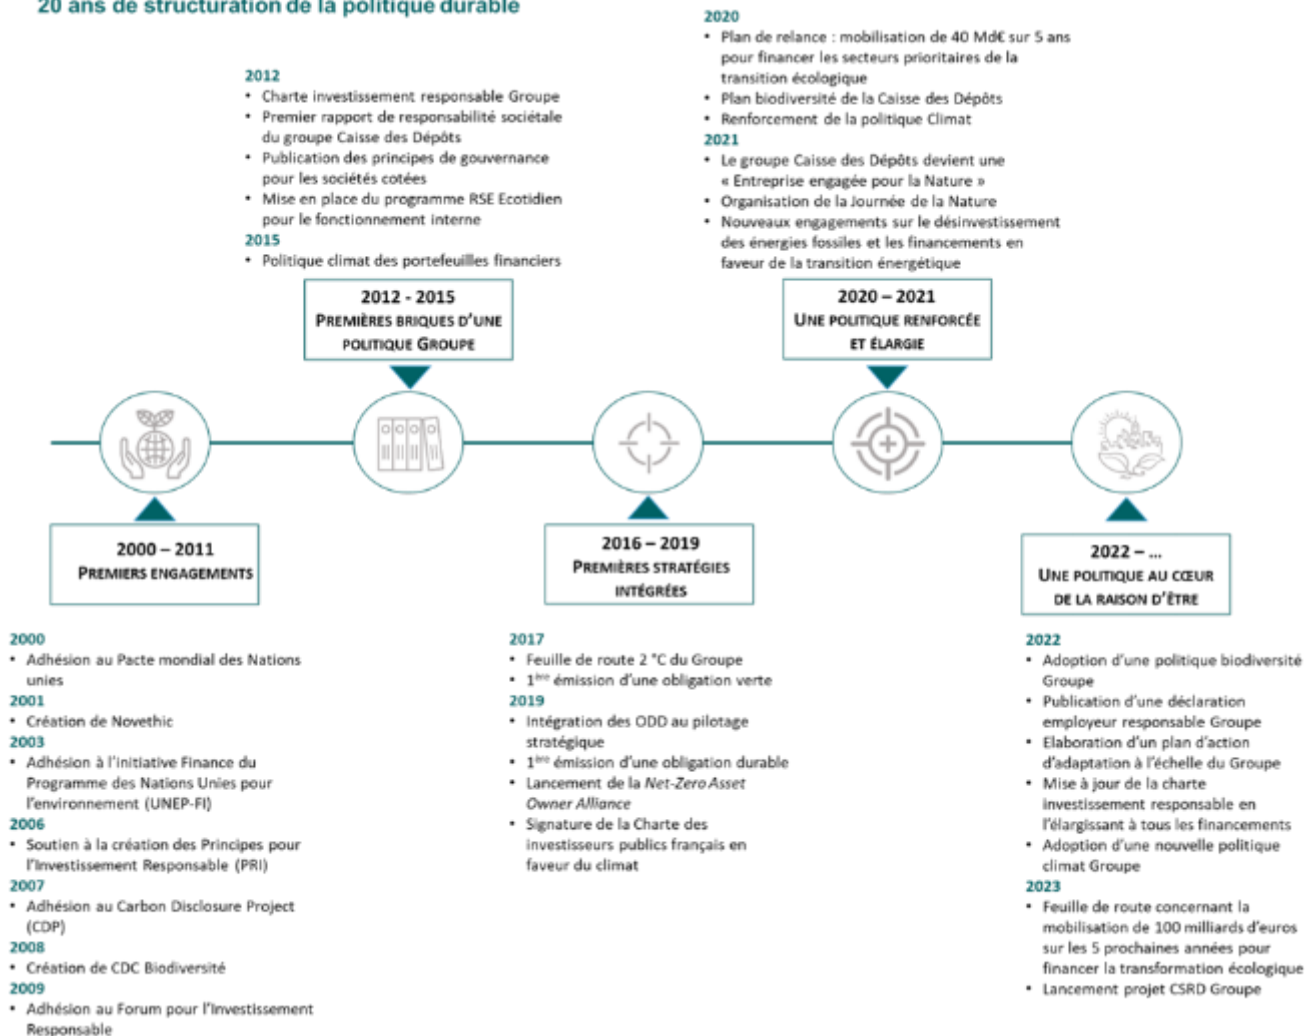 20 ans de structuration de la politique durable
2000 – 2011
PREMIERS ENGAGEMENTS
2000
• Adhésion au Pacte mondial des Nations
unies
2001
• Création de Novethic
2003
• Adhésion à l'initiative Finance du
Programme des Nations Unies pour
l'environnement (UNEP-FI)
2006
• Soutien à la création des Principes pour
l'Investissement Responsable (PRI)
2007
• Adhésion au Carbon Disclosure Project
(CDP)
2008
• Création de CDC Biodiversité
2009
• Adhésion au Forum pour l'Investissement
Responsable
2012
• Charte investissement responsable Groupe
• Premier rapport de responsabilité sociétale
du groupe Caisse des Dépôts
• Publication des principes de gouvernance
pour les sociétés cotées
• Mise en place du programme RSE Ecotidien
pour le fonctionnement interne
2015
• Politique climat des portefeuilles financiers
2012 - 2015
PREMIÈRES BRIQUES D'UNE
POLITIQUE GROUPE
2016 – 2019
PREMIÈRES STRATÉGIES
INTÉGRÉES
2017
• Feuille de route 2 °C du Groupe
• 1ère émission d'une obligation verte
2019
• Intégration des ODD au pilotage
stratégique
• 1ère émission d'une obligation durable
• Lancement de la Net-Zero Asset
Owner Alliance
• Signature de la Charte des
investisseurs publics français en
faveur du climat
2020
• Plan de relance : mobilisation de 40 Md€ sur 5 ans
pour financer les secteurs prioritaires de la
transition écologique
• Plan biodiversité de la Caisse des Dépôts
• Renforcement de la politique Climat
2021
• Le groupe Caisse des Dépôts devient une
« Entreprise engagée pour la Nature »
• Organisation de la Journée de la Nature
• Nouveaux engagements sur le désinvestissement
des énergies fossiles et les financements en
faveur de la transition énergétique
2020 – 2021
UNE POLITIQUE RENFORCÉE
ET ÉLARGIE
2022 – ...
UNE POLITIQUE AU CŒUR
DE LA RAISON D'ÊTRE
2022
• Adoption d'une politique biodiversité
Groupe
• Publication d'une déclaration
employeur responsable Groupe
• Elaboration d'un plan d'action
d'adaptation à l'échelle du Groupe
• Mise à jour de la charte
investissement responsable en
l'élargissant à tous les financements
• Adoption d'une nouvelle politique
climat Groupe
2023
• Feuille de route concernant la
mobilisation de 100 milliards d'euros
sur les 5 prochaines années pour
financer la transformation écologique
• Lancement projet CSRD Groupe